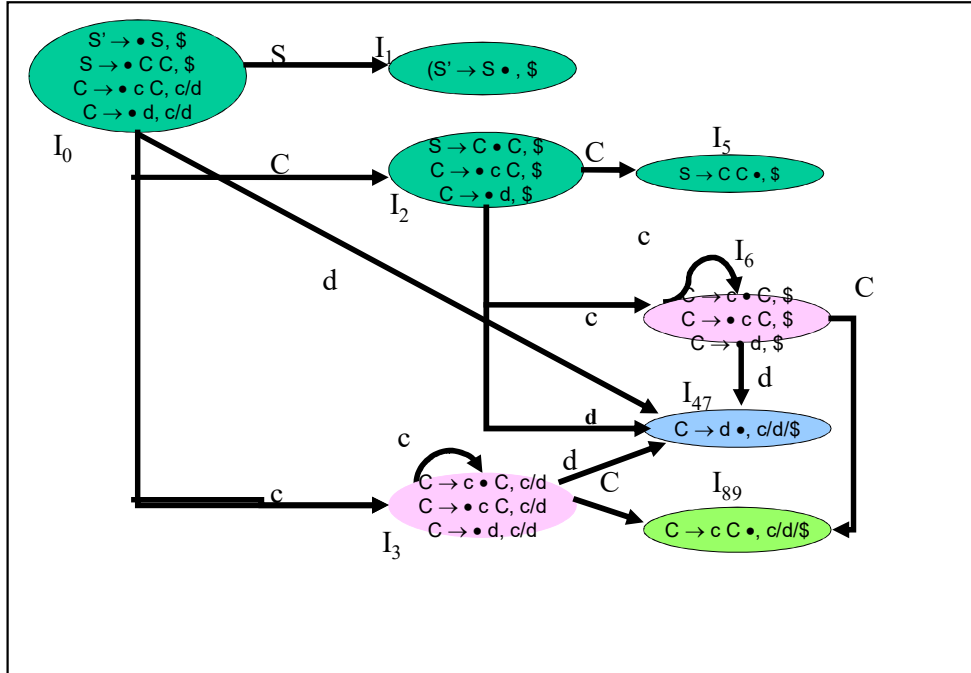 S' → • S, $
S → • C C, $
C → • c C, c/d
C → • d, c/d
I0
S
I1
(S' → S • , $
C
S → C • C, $
C → • c C, $
C → • d, $
I2
C
I5
S → C C •, $
d
c
c
I6
C → c • C, $
C → • c C, $
C → • d, $
C
d
d
I47
C → d •, c/d/$
c
c
C → c • C, c/d
C → • c C, c/d
C → • d, c/d
I3
d
C
I89
C → c C •, c/d/$